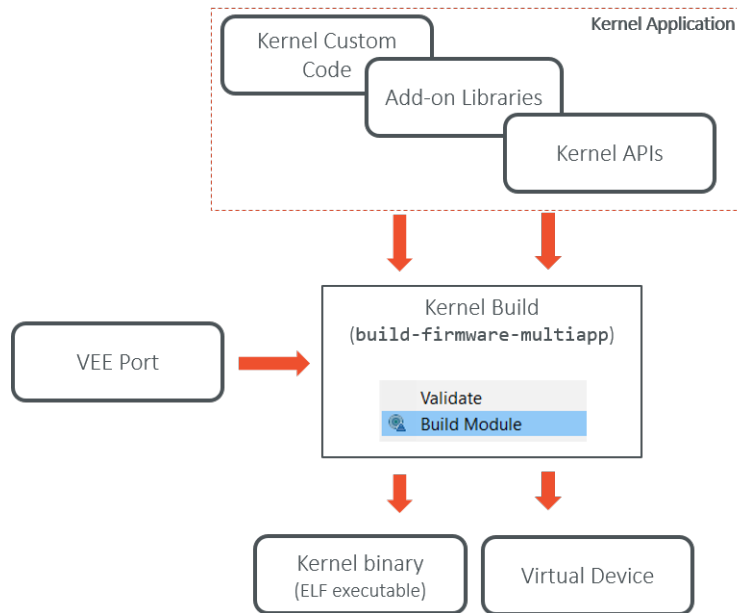 Kernel Application
Kernel Custom
Code
Add-on Libraries
Kernel APIs
Kernel Build
(build-firmware-multiapp)
VEE Port
Validate
Build Module
Kernel binary
(ELF executable)
Virtual Device